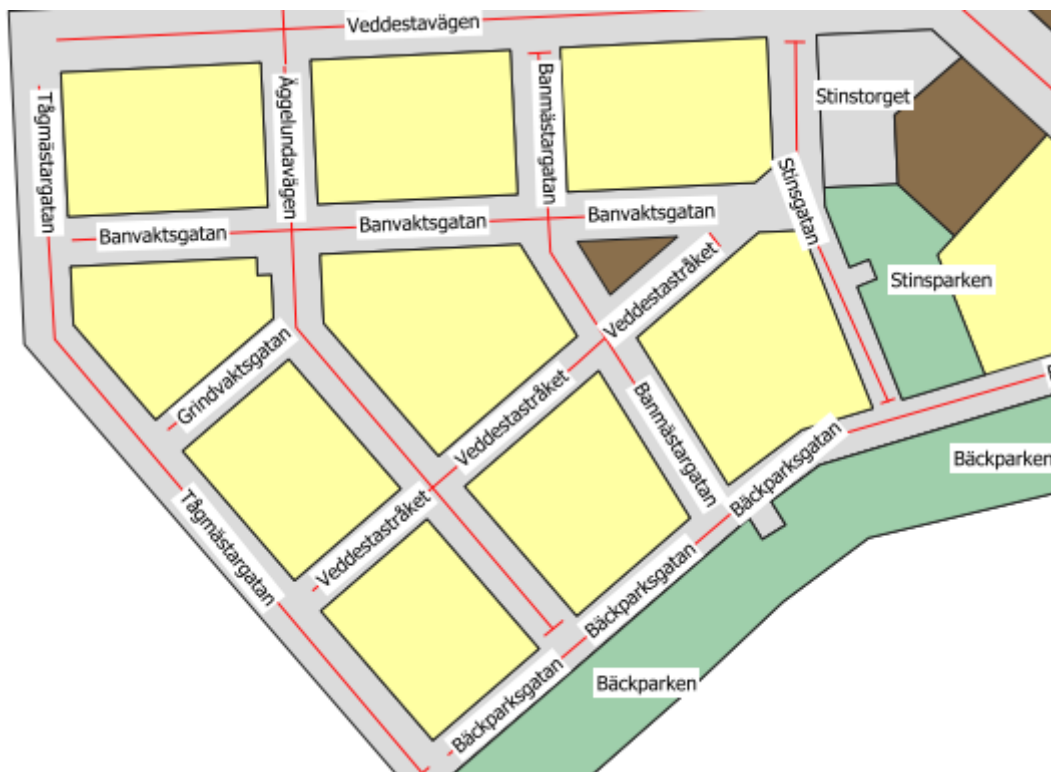 Veddestavägen
Tågmästargatan
Äggelundavägen
Banmästargatan
Stinstorget
Stinsgatan
Banvaktsgatan
Banvaktsgatan
Banvaktsgatan
Stinsparken
Veddestastråket
Grindvaktsgatan
Veddestastråket
Banmästargatan
Bäckparken
Bäckparksgatan
Tågmästargatan
Veddestastråket
Bäckparksgatan
Bäckparksgatan
Bäckparken